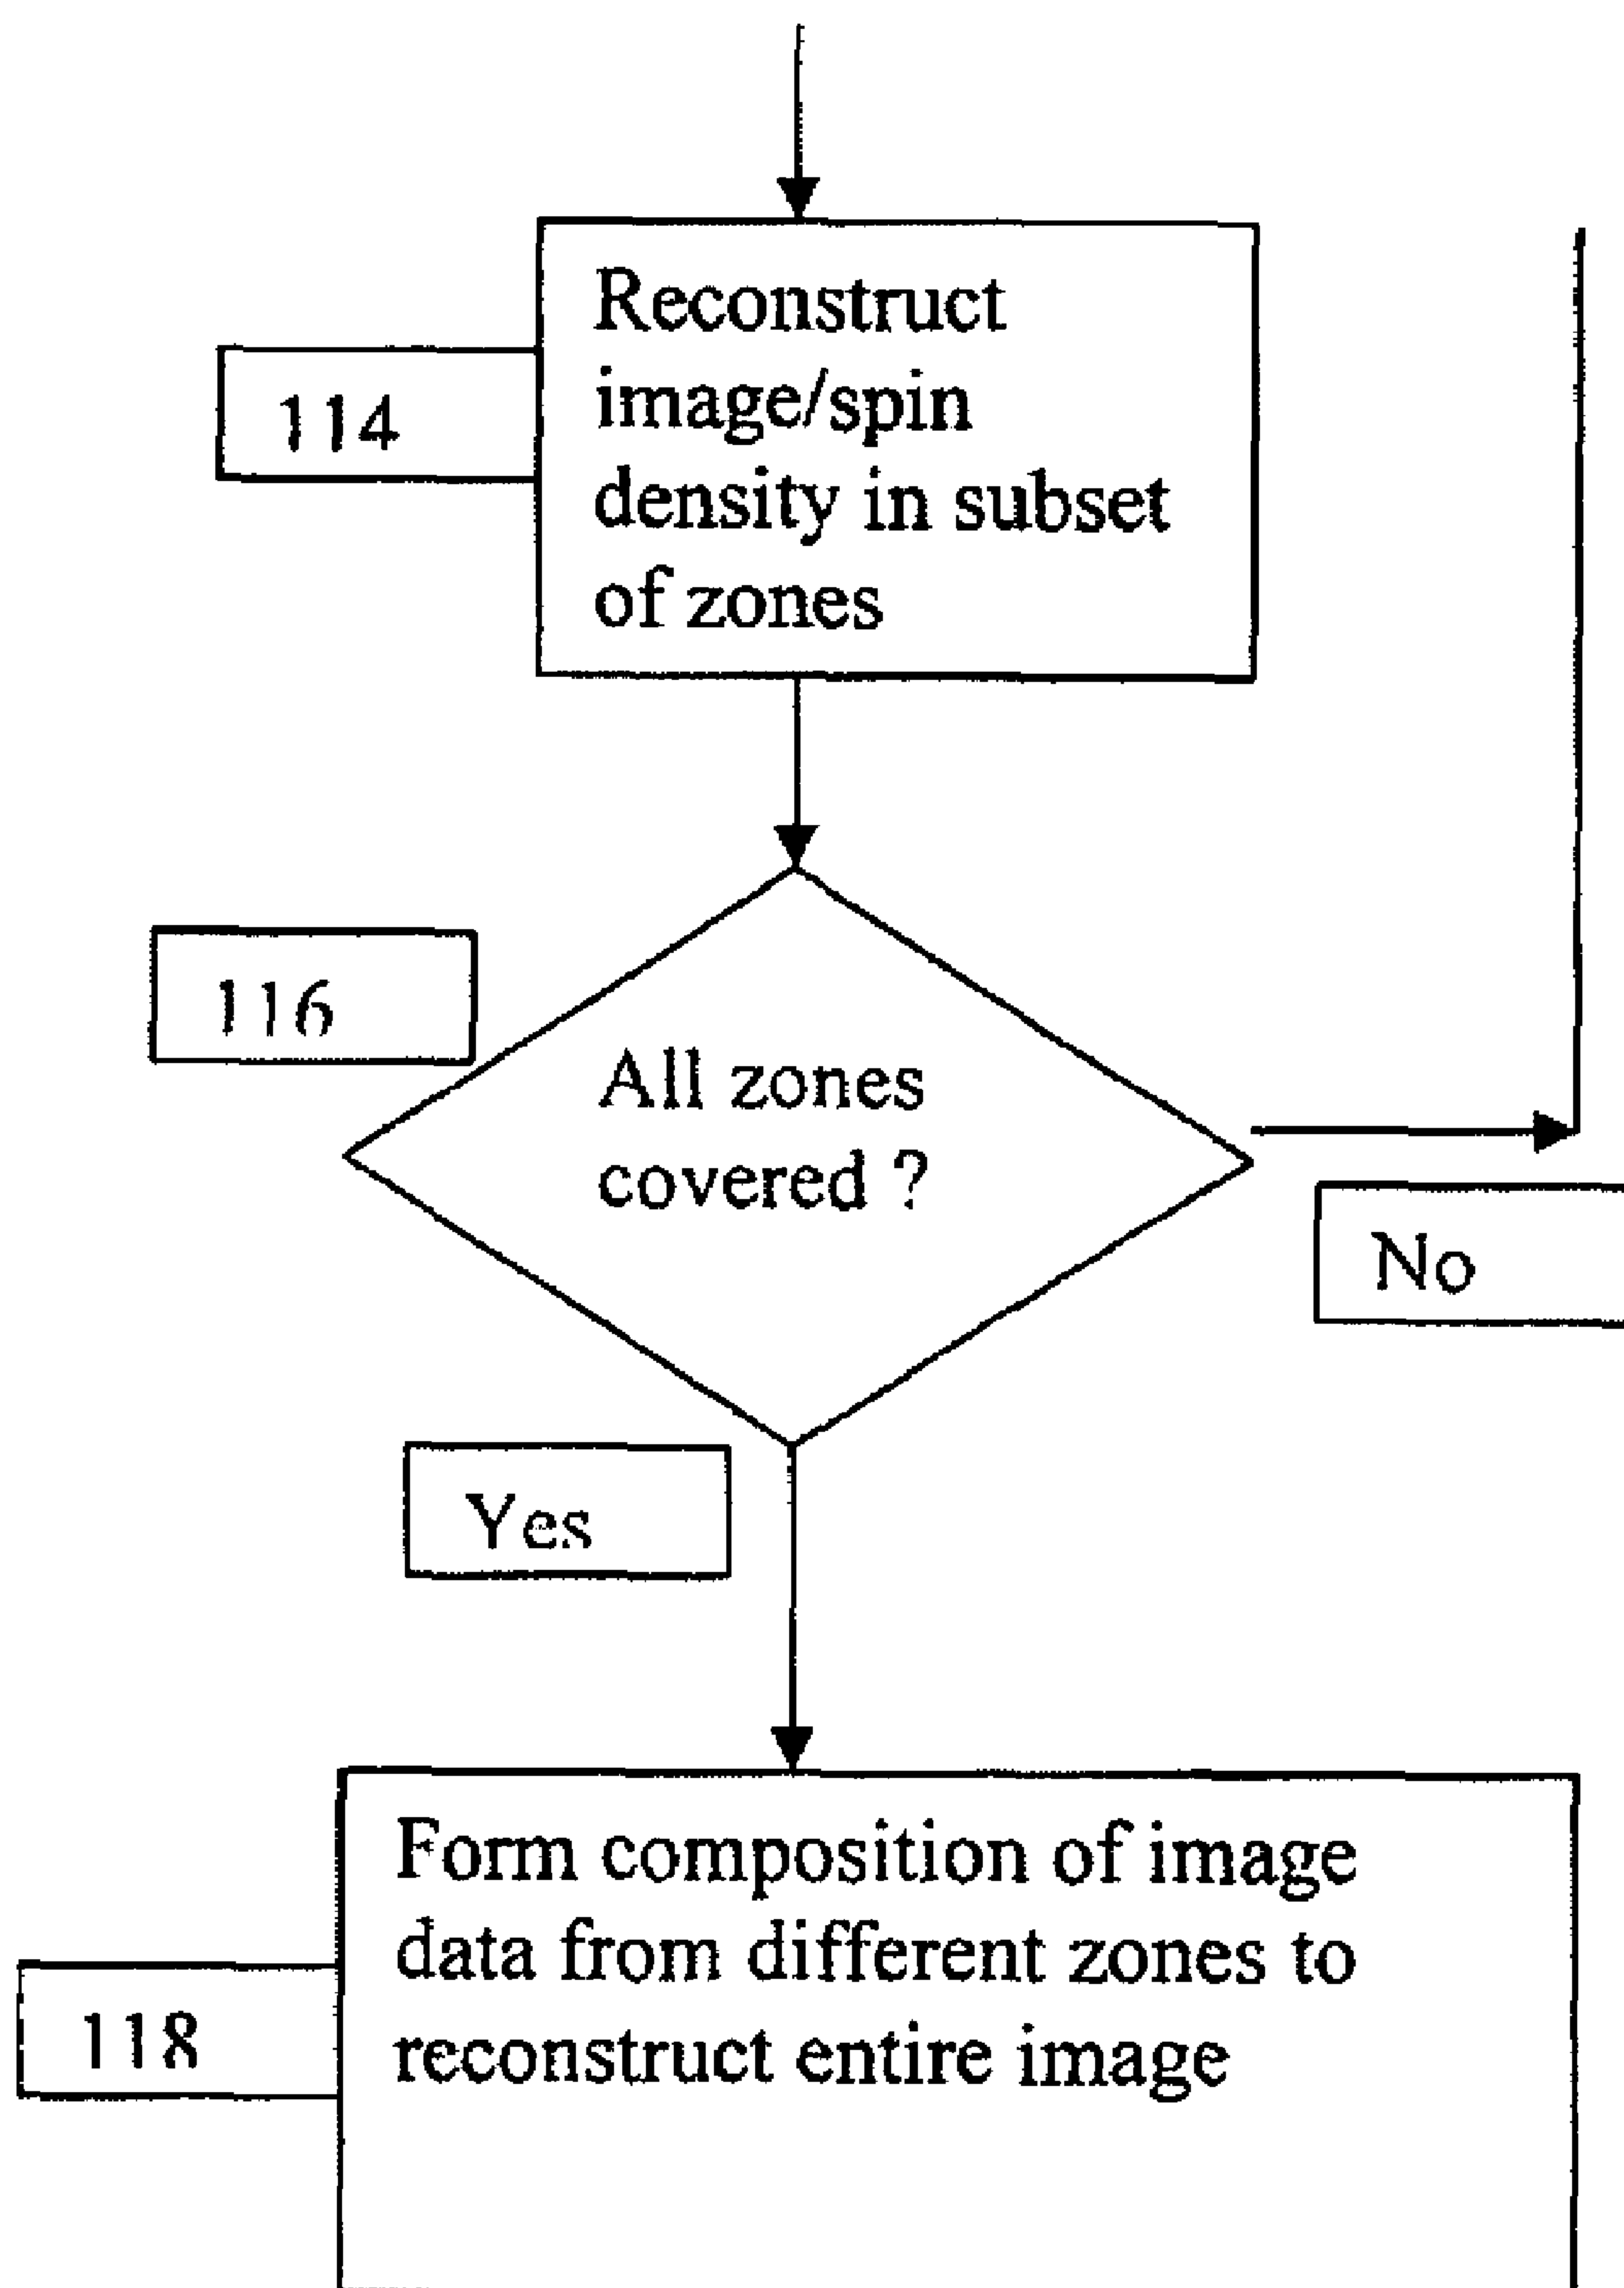 Reconstruct
image/spin
density in subset
of zones
114
116
All zones
covered ?
No
Yes
Form composition of image
data from different zones to
reconstruct entire image
118